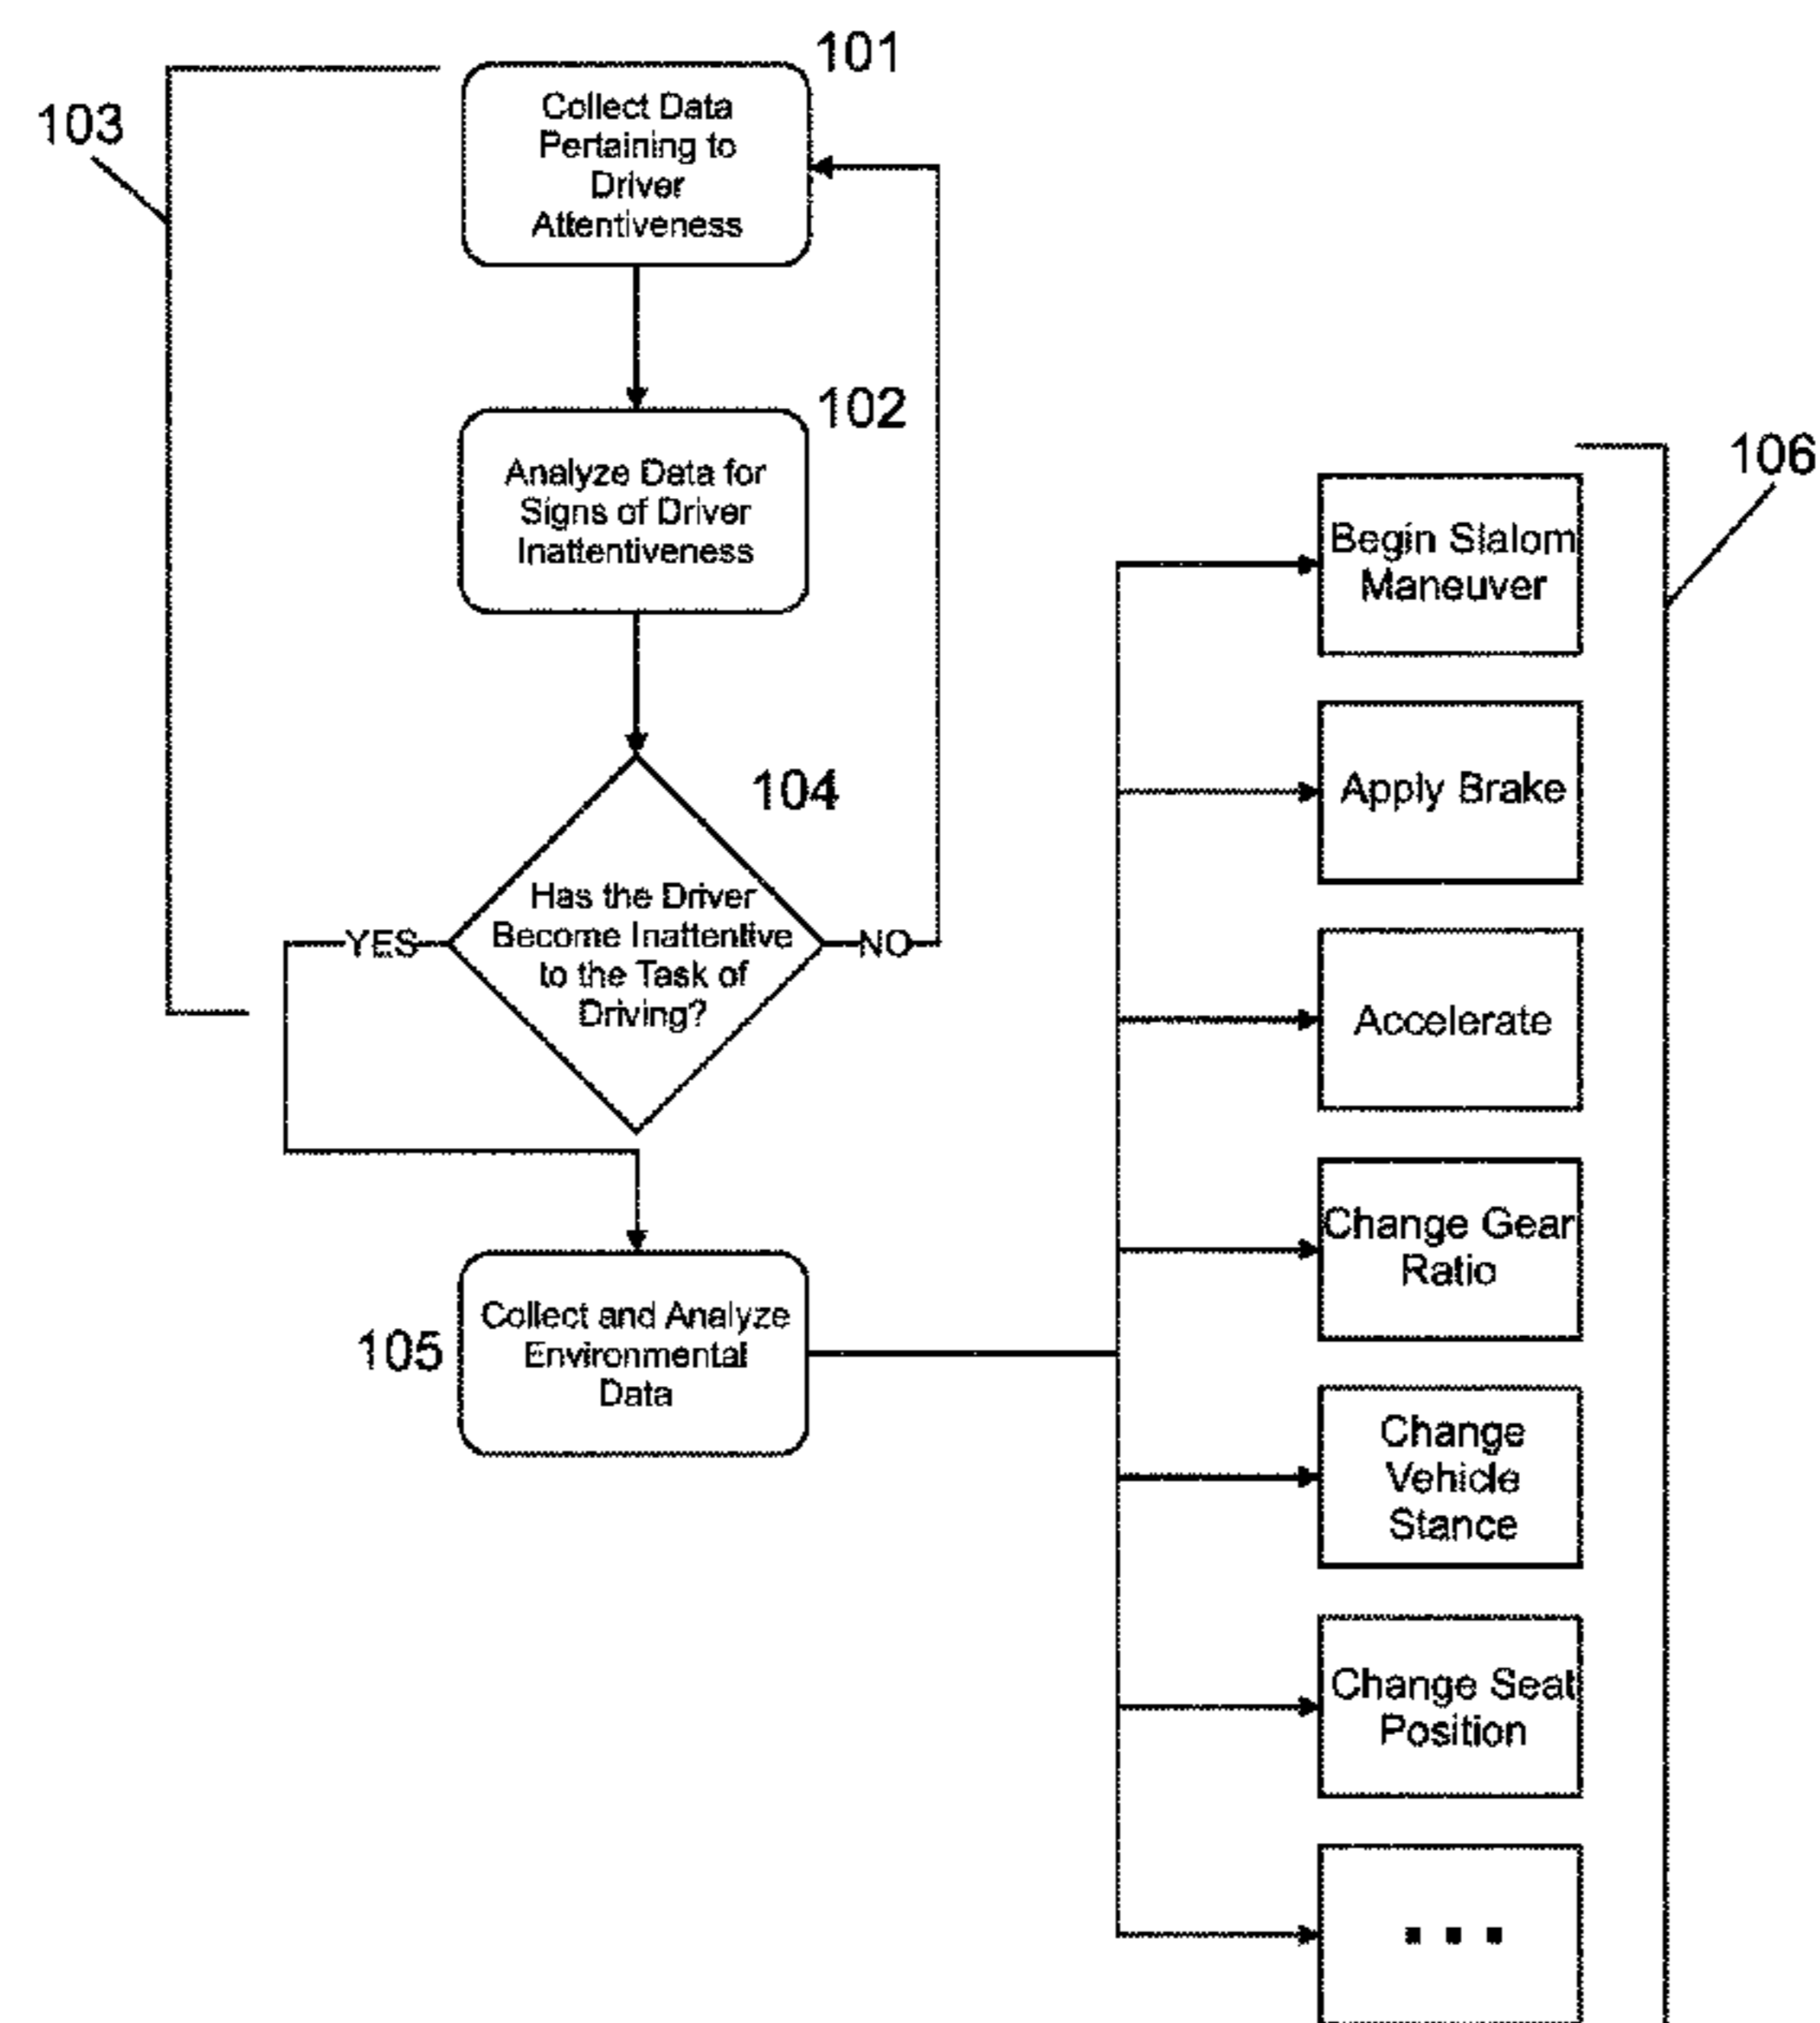 101
103
Collect Data
Pertaining to
Driver
Attentiveness
102
Analyze Data for
Signs of Driver
Inattentiveness
104
Has the Driver
Become Inattentive
to the Task of
Driving?
YES
NO
105
Collect and Analyze
Environmental
Data
106
Begin Slalom
Maneuver
Apply Brake
Accelerate
Change Gear
Ratio
Change
Vehicle
Stance
Change Seat
Position
...